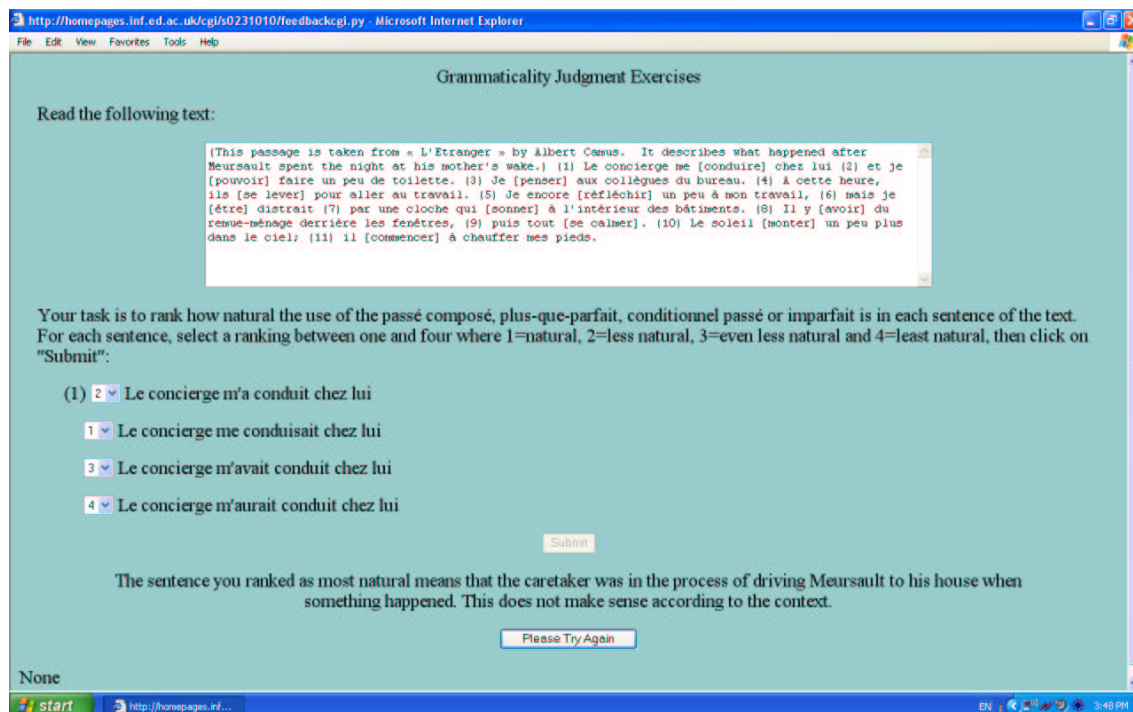 http://homepages.inf.ed.ac.uk/cgi/s0231010/feedbackcgi.py - Microsoft Internet Explorer
File Edit View Favorites Tools Help
Grammaticality Judgment Exercises
Read the following text:
(This passage is taken from « L'Etranger » by Albert Camus. It describes what happened after
Meursault spent the night at his mother's wake.) (1) Le concierge me [conduire] chez lui (2) et je
[pouvoir] faire un peu de toilette. (3) Je [penser] aux collègues du bureau. (4) A cette heure,
ils [se lever] pour aller au travail. (5) Je encore [réfléchir] un peu à mon travail, (6) mais je
[être] distrait (7) par une cloche qui [sonner] à l'intérieur des bâtiments. (8) Il y [avoir] du
remue-ménage derrière les fenêtres, (9) puis tout [se calmer]. (10) Le soleil [monter] un peu plus
dans le ciel; (11) il [commencer] à chauffer mes pieds.
Your task is to rank how natural the use of the passé composé, plus-que-parfait, conditionnel passé or imparfait is in each sentence of the text.
For each sentence, select a ranking between one and four where 1=natural, 2=less natural, 3=even less natural and 4=least natural, then click on
"Submit":
(1) 2 Le concierge m'a conduit chez lui
1 Le concierge me conduisait chez lui
3 Le concierge m'avait conduit chez lui
4 Le concierge m'aurait conduit chez lui
Submit
The sentence you ranked as most natural means that the caretaker was in the process of driving Meursault to his house when
something happened. This does not make sense according to the context.
Please Try Again
None
start http://homepages.inf... EN 3:48 PM